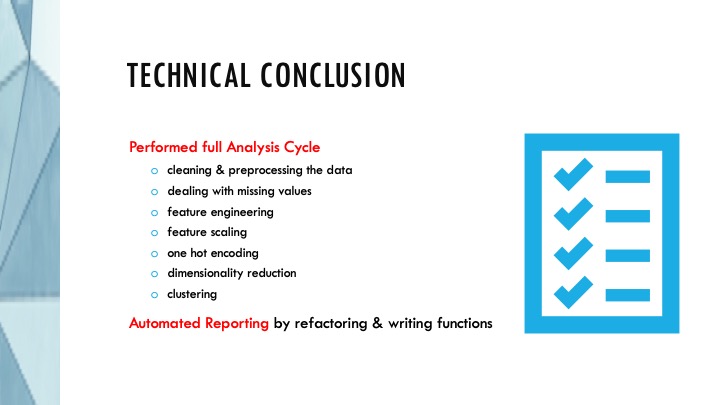 TECHNICAL CONCLUSION
Performed full Analysis Cycle
cleaning & preprocessing the data
dealing with missing values
feature engineering
feature scaling
one hot encoding
dimensionality reduction
clustering
Automated Reporting by refactoring & writing functions